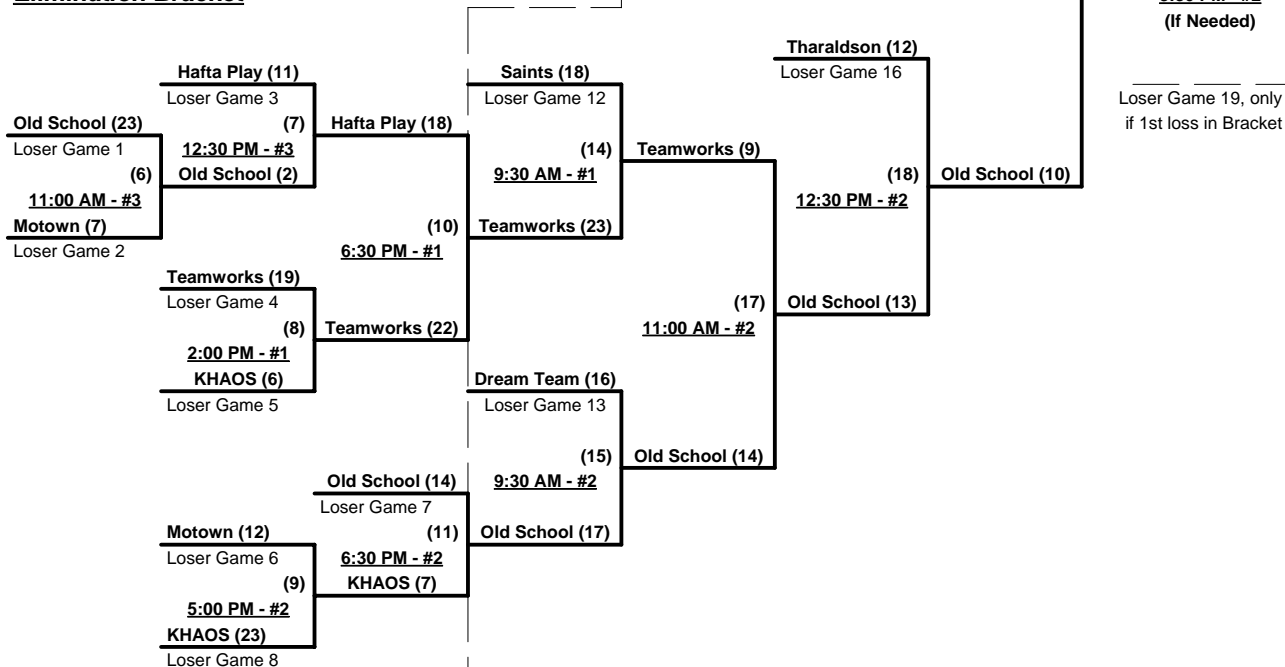 Elimination Bracket
(If Needed)
Tharaldson (12)
Loser Game 16
Hafta Play (11)
Loser Game 3
Saints (18)
Loser Game 12
Loser Game 19, only
if 1st loss in Bracket
Old School (23)
Loser Game 1
(7)
12:30 PM - #3
Hafta Play (18)
(14)
9:30 AM - #1
Teamworks (9)
(6)
11:00 AM - #3
Old School (2)
(18)
12:30 PM - #2
Old School (10)
Motown (7)
Loser Game 2
(10)
6:30 PM - #1
Teamworks (23)
Teamworks (19)
Loser Game 4
(17)
11:00 AM - #2
Old School (13)
(8)
2:00 PM - #1
Teamworks (22)
KHAOS (6)
Loser Game 5
Dream Team (16)
Loser Game 13
(15)
9:30 AM - #2
Old School (14)
Old School (14)
Loser Game 7
Motown (12)
Loser Game 6
(11)
6:30 PM - #2
Old School (17)
(9)
5:00 PM - #2
KHAOS (7)
KHAOS (23)
Loser Game 8